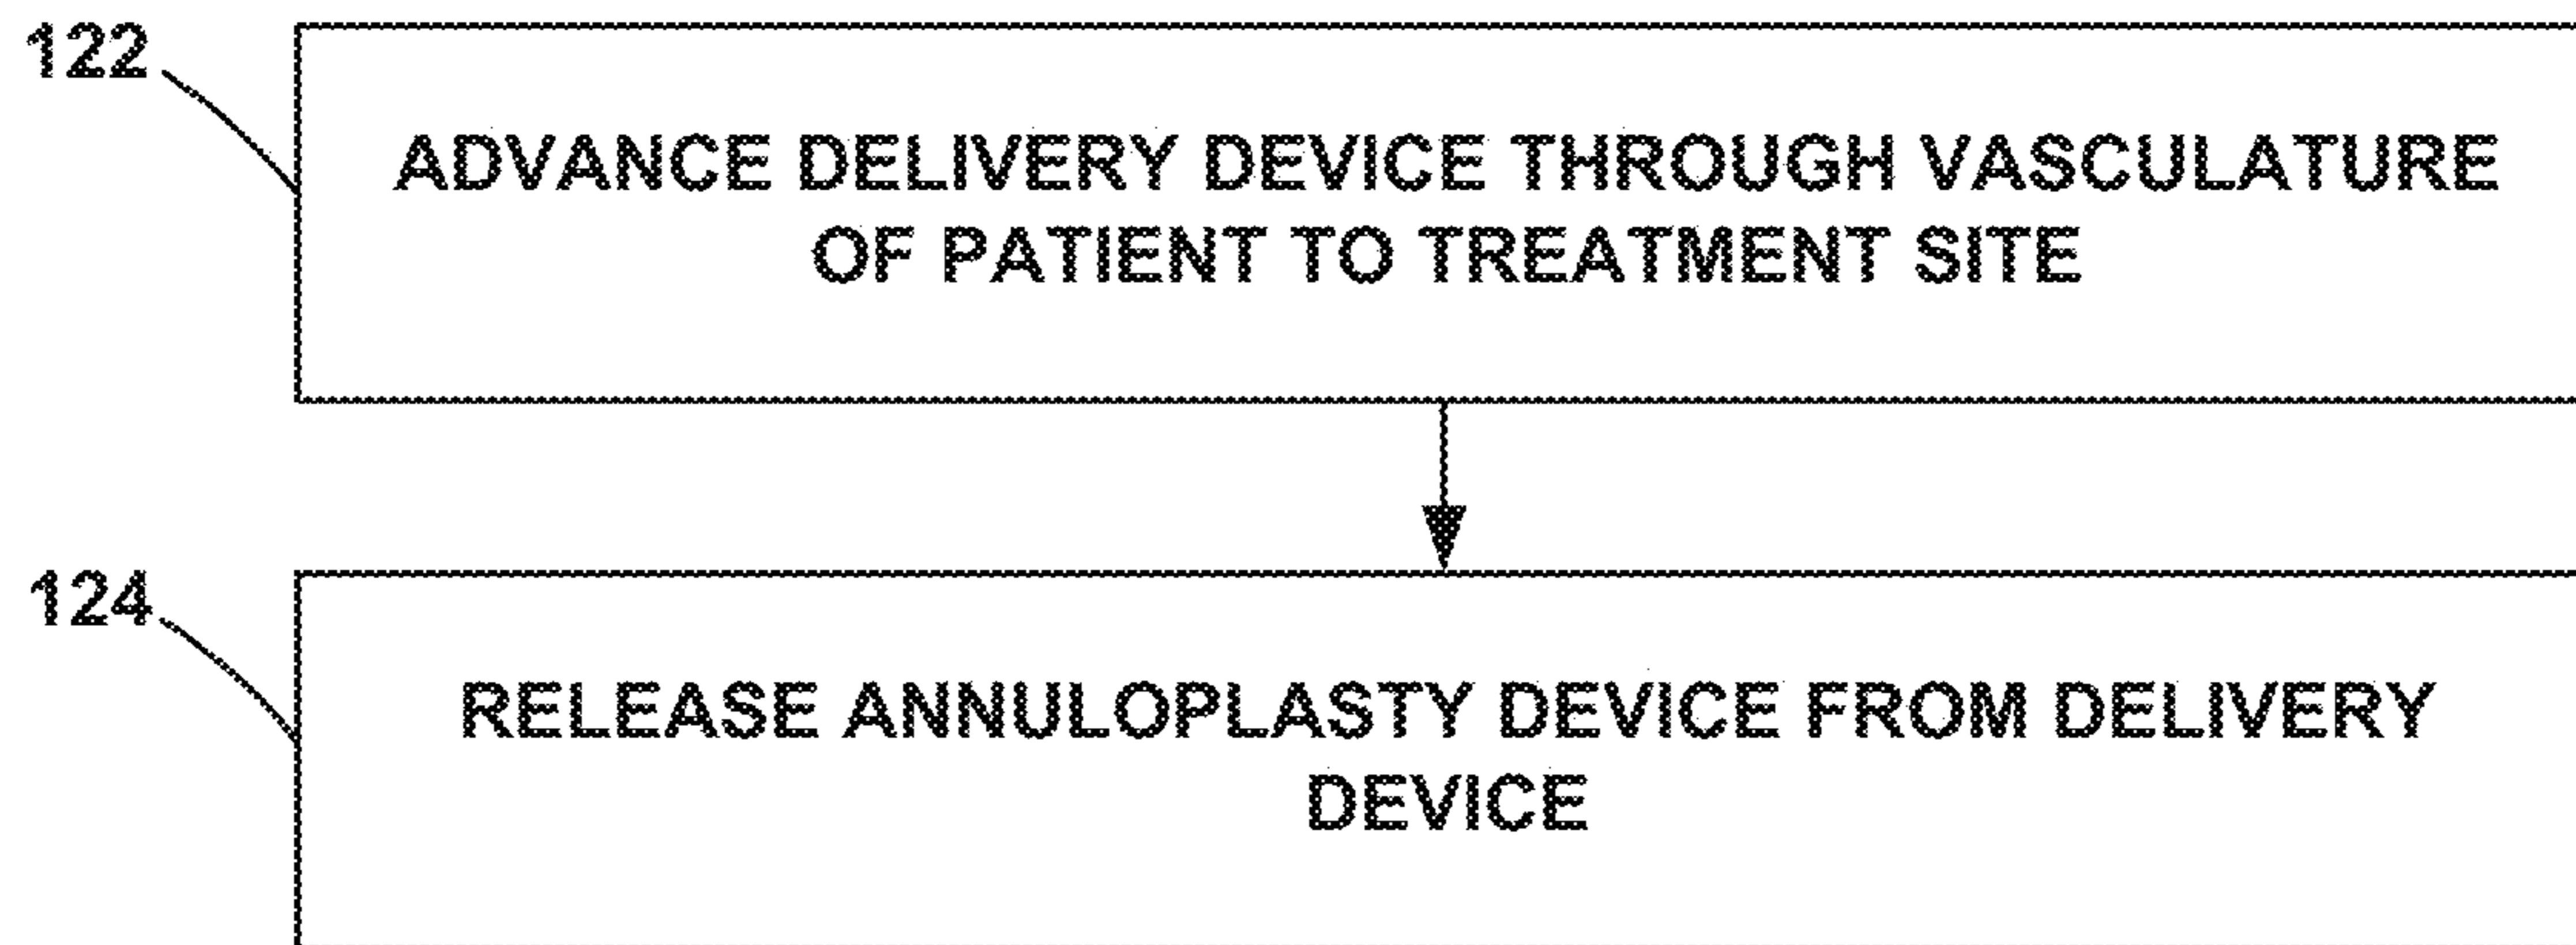 122
ADVANCE DELIVERY DEVICE THROUGH VASCULATURE
OF PATIENT TO TREATMENT SITE
124
RELEASE ANNULOPLASTY DEVICE FROM DELIVERY
DEVICE